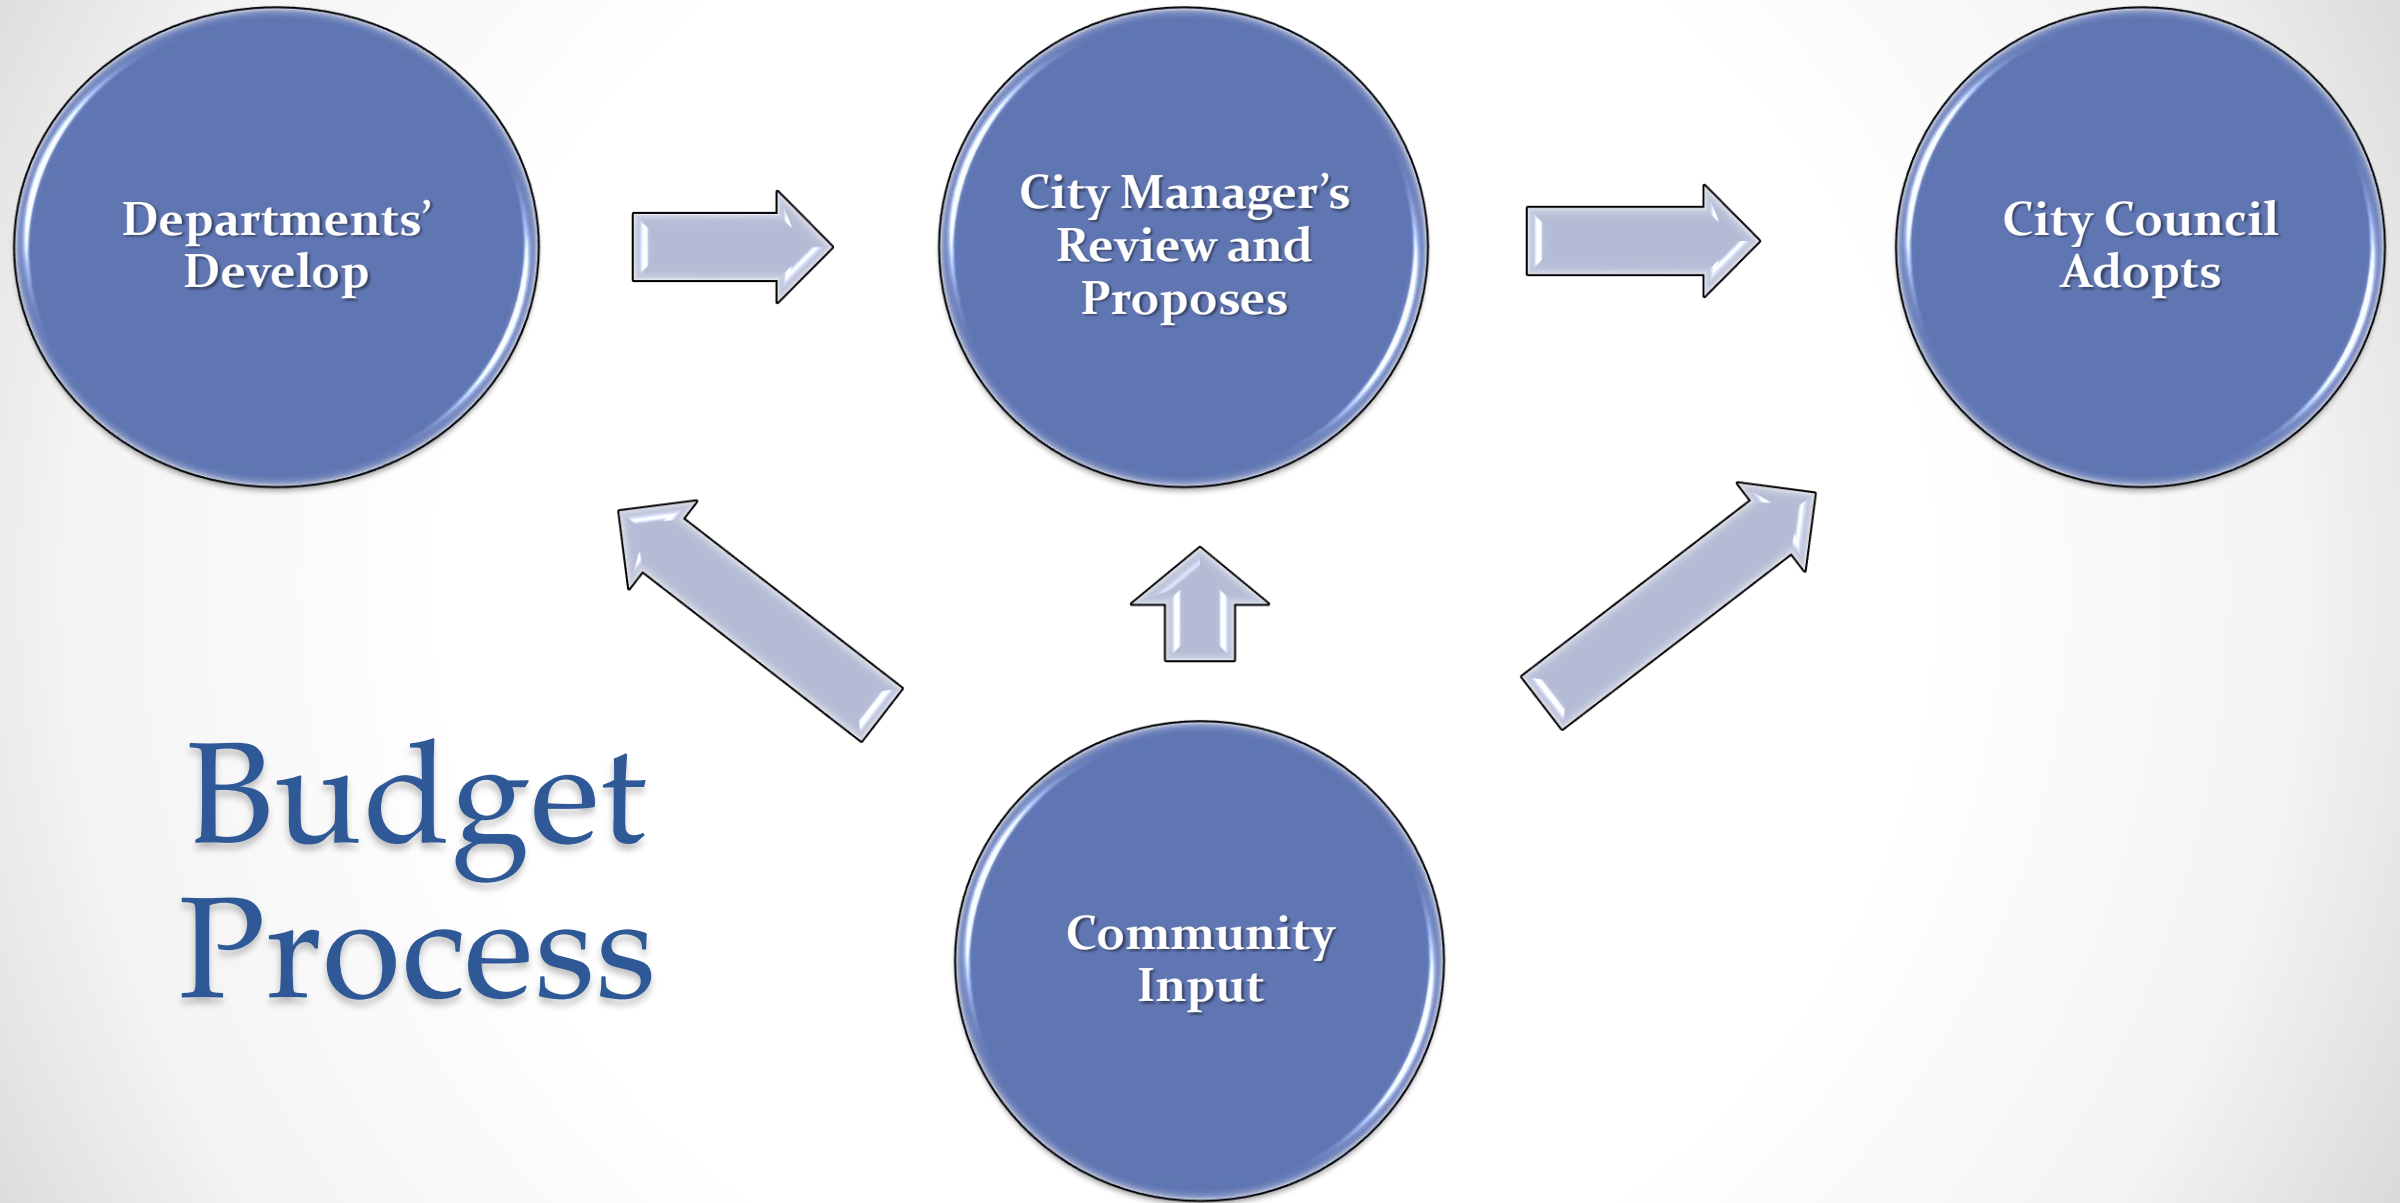 Departments’
Develop
City Manager’s
Review and
Proposes
City Council
Adopts
Community
Input
Budget
Process